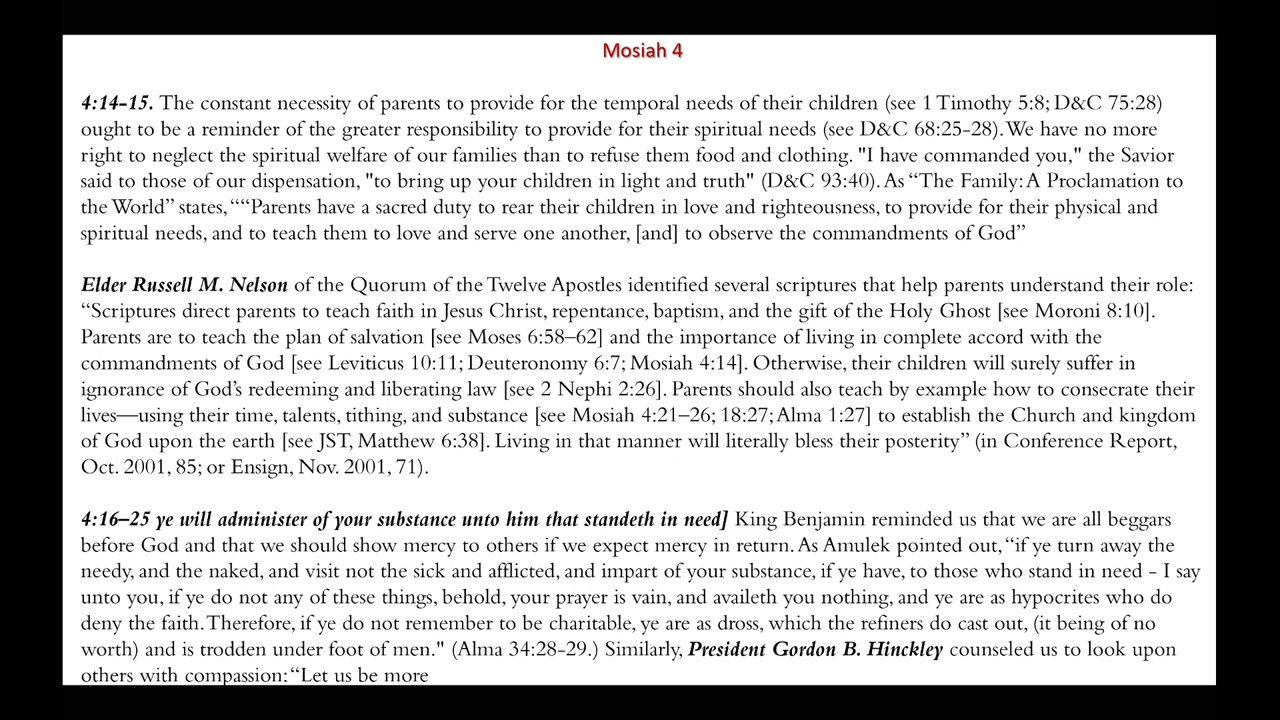 Mosiah 4
4:14-15. The constant necessity of parents to provide for the temporal needs of their children (see 1 Timothy 5:8; D&C 75:28)
ought to be a reminder of the greater responsibility to provide for their spiritual needs (see D&C 68:25-28). We have no more
right to neglect the spiritual welfare of our families than to refuse them food and clothing. "I have commanded you," the Savior
said to those of our dispensation, "to bring up your children in light and truth" (D&C 93:40). As “The Family: A Proclamation to
the World” states, ““Parents have a sacred duty to rear their children in love and righteousness, to provide for their physical and
spiritual needs, and to teach them to love and serve one another, [and] to observe the commandments of God”
Elder Russell M. Nelson of the Quorum of the Twelve Apostles identified several scriptures that help parents understand their role:
“Scriptures direct parents to teach faith in Jesus Christ, repentance, baptism, and the gift of the Holy Ghost [see Moroni 8:10].
Parents are to teach the plan of salvation [see Moses 6:58–62] and the importance of living in complete accord with the
commandments of God [see Leviticus 10:11; Deuteronomy 6:7; Mosiah 4:14]. Otherwise, their children will surely suffer in
ignorance of God’s redeeming and liberating law [see 2 Nephi 2:26]. Parents should also teach by example how to consecrate their
lives—using their time, talents, tithing, and substance [see Mosiah 4:21–26; 18:27; Alma 1:27] to establish the Church and kingdom
of God upon the earth [see JST, Matthew 6:38]. Living in that manner will literally bless their posterity” (in Conference Report,
Oct. 2001, 85; or Ensign, Nov. 2001, 71).
4:16–25 ye will administer of your substance unto him that standeth in need] King Benjamin reminded us that we are all beggars
before God and that we should show mercy to others if we expect mercy in return. As Amulek pointed out, “if ye turn away the
needy, and the naked, and visit not the sick and afflicted, and impart of your substance, if ye have, to those who stand in need - I say
unto you, if ye do not any of these things, behold, your prayer is vain, and availeth you nothing, and ye are as hypocrites who do
deny the faith. Therefore, if ye do not remember to be charitable, ye are as dross, which the refiners do cast out, (it being of no
worth) and is trodden under foot of men." (Alma 34:28-29.) Similarly, President Gordon B. Hinckley counseled us to look upon
others with compassion: “Let us be more